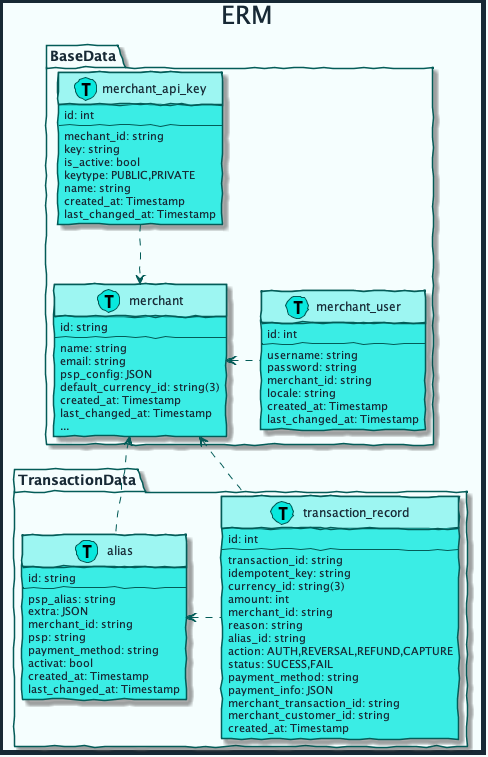 ERM
BaseData
T merchant_api_key
id: int
mechant_id: string
key: string
is_active: bool
keytype: PUBLIC,PRIVATE
name: string
created_at: Timestamp
last_changed_at: Timestamp
T merchant
id: string
name: string
email: string
psp_config: JSON
default_currency_id: string(3)
created_at: Timestamp
last_changed_at: Timestamp
...
T merchant_user
id: int
username: string
password: string
merchant_id: string
locale: string
created_at: Timestamp
last_changed_at: Timestamp
TransactionData
T alias
id: string
psp_alias: string
extra: JSON
merchant_id: string
psp: string
payment_method: string
activat: bool
created_at: Timestamp
last_changed_at: Timestamp
T transaction_record
id: int
transaction_id: string
idempotent_key: string
currency_id: string(3)
amount: int
merchant_id: string
reason: string
alias_id: string
action: AUTH,REVERSAL,REFUND,CAPTURE
status: SUCESS,FAIL
payment_method: string
payment_info: JSON
merchant_transaction_id: string
merchant_customer_id: string
created_at: Timestamp